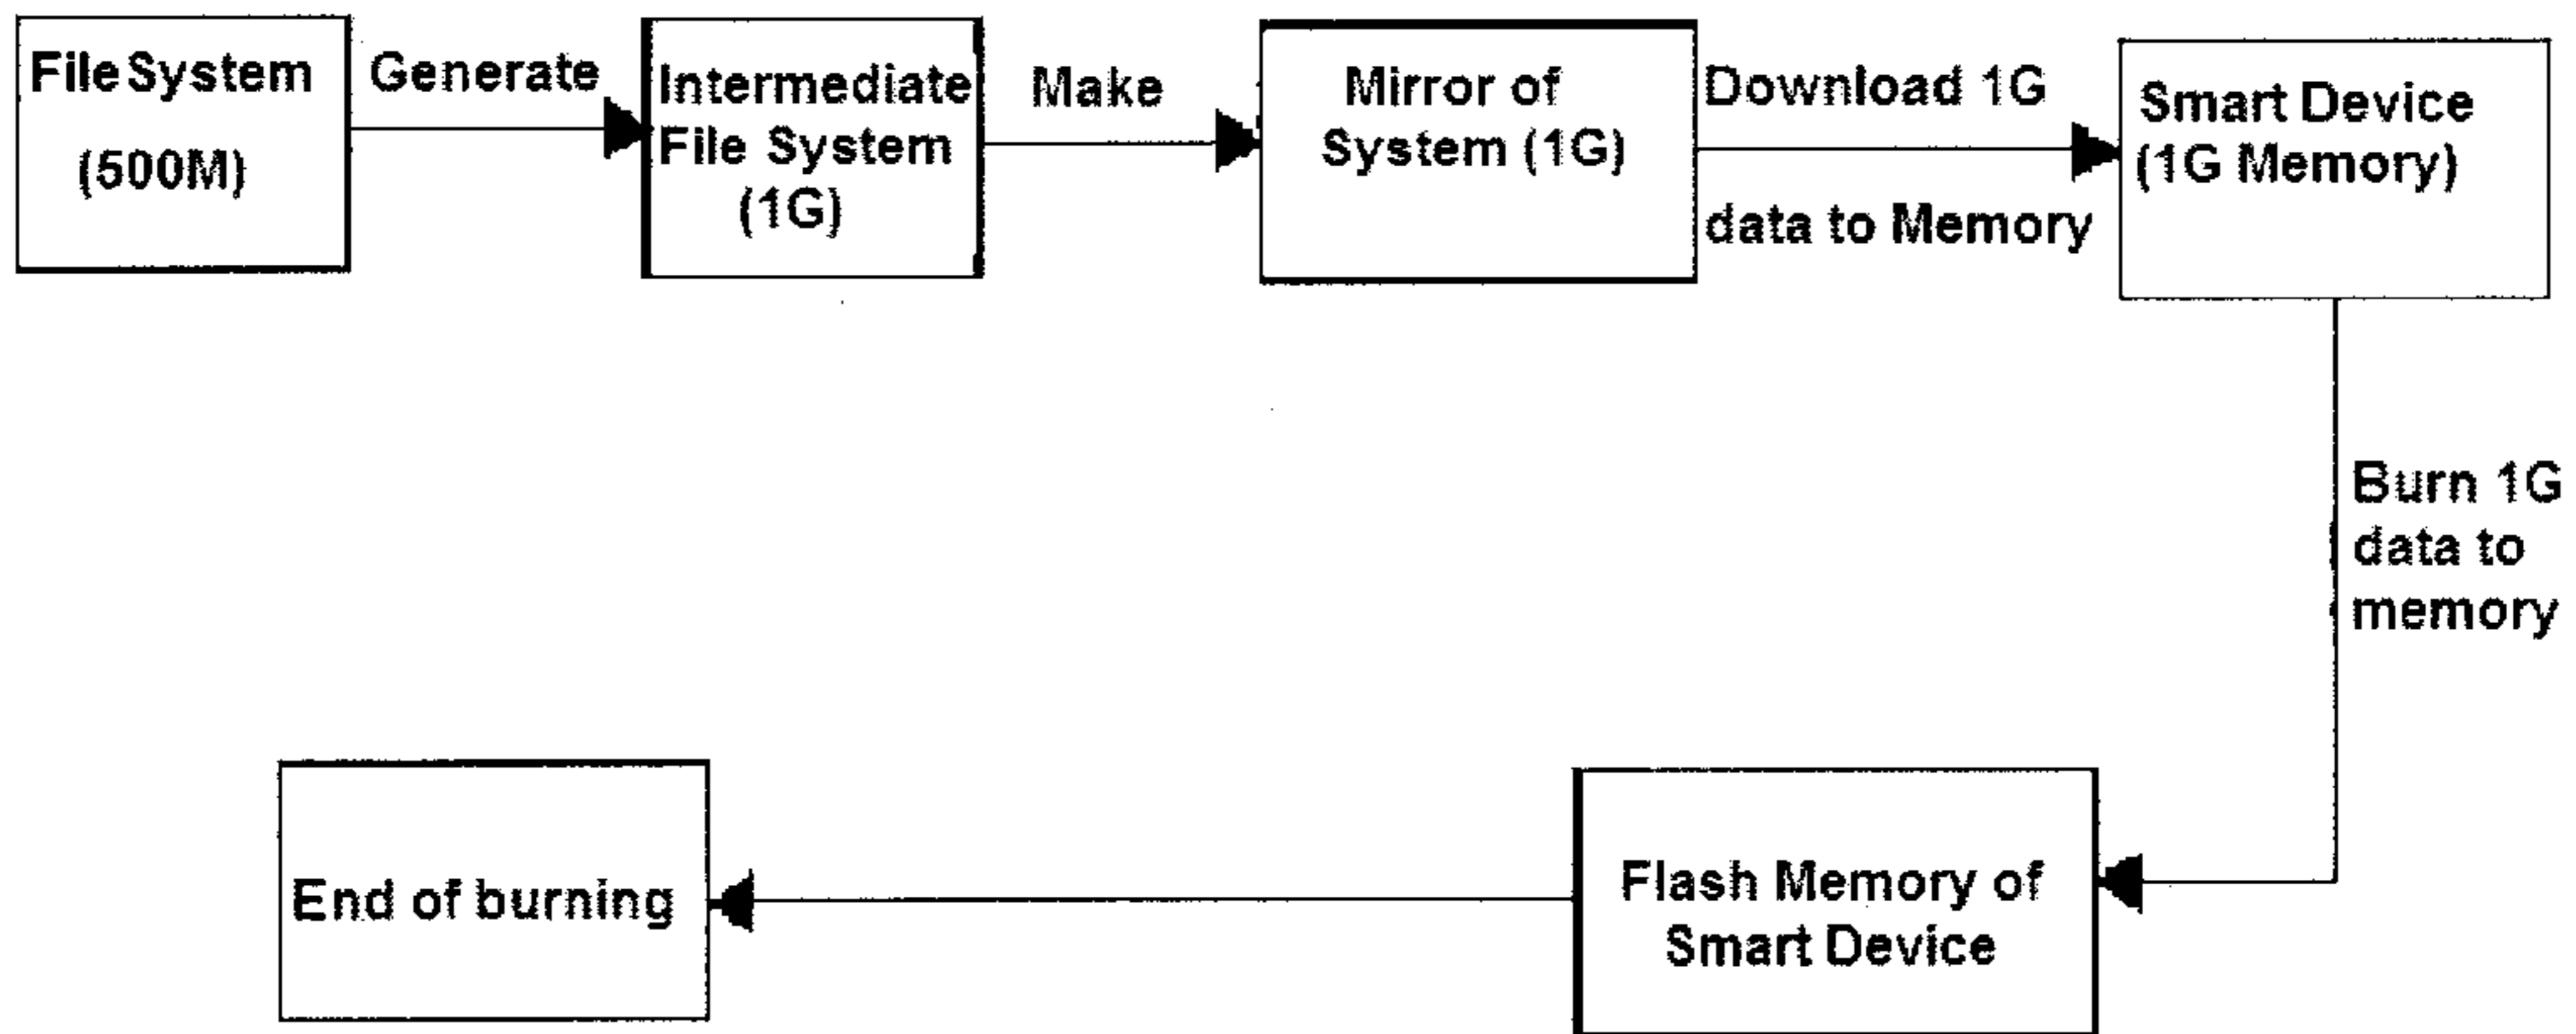 File System
(500M)
Generate
Intermediate
File System
(1G)
Make
Mirror of
System (1G)
Download 1G
data to Memory
Smart Device
(1G Memory)
Burn 1G
data to
memory
Flash Memory of
Smart Device
End of burning